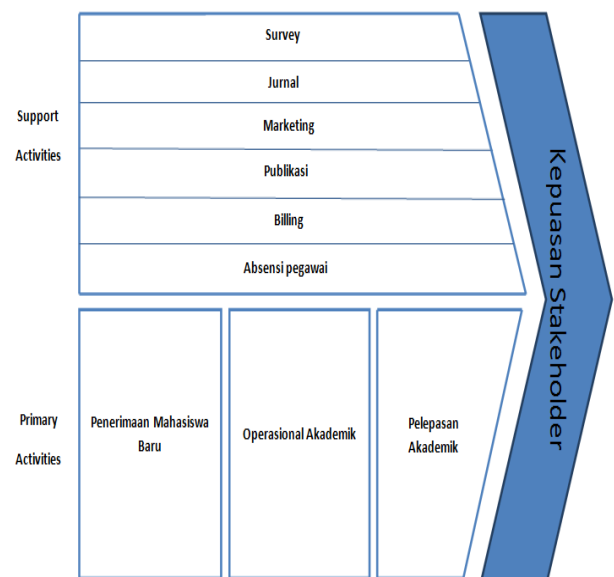 Survey
Jurnal
Support
Activities
Marketing
Publikasi
Billing
Absensi pegawai
Kepuasan Stakeholder
Primary
Activities
Penerimaan Mahasiswa
Baru
Operasional Akademik
Pelepasan
Akademik